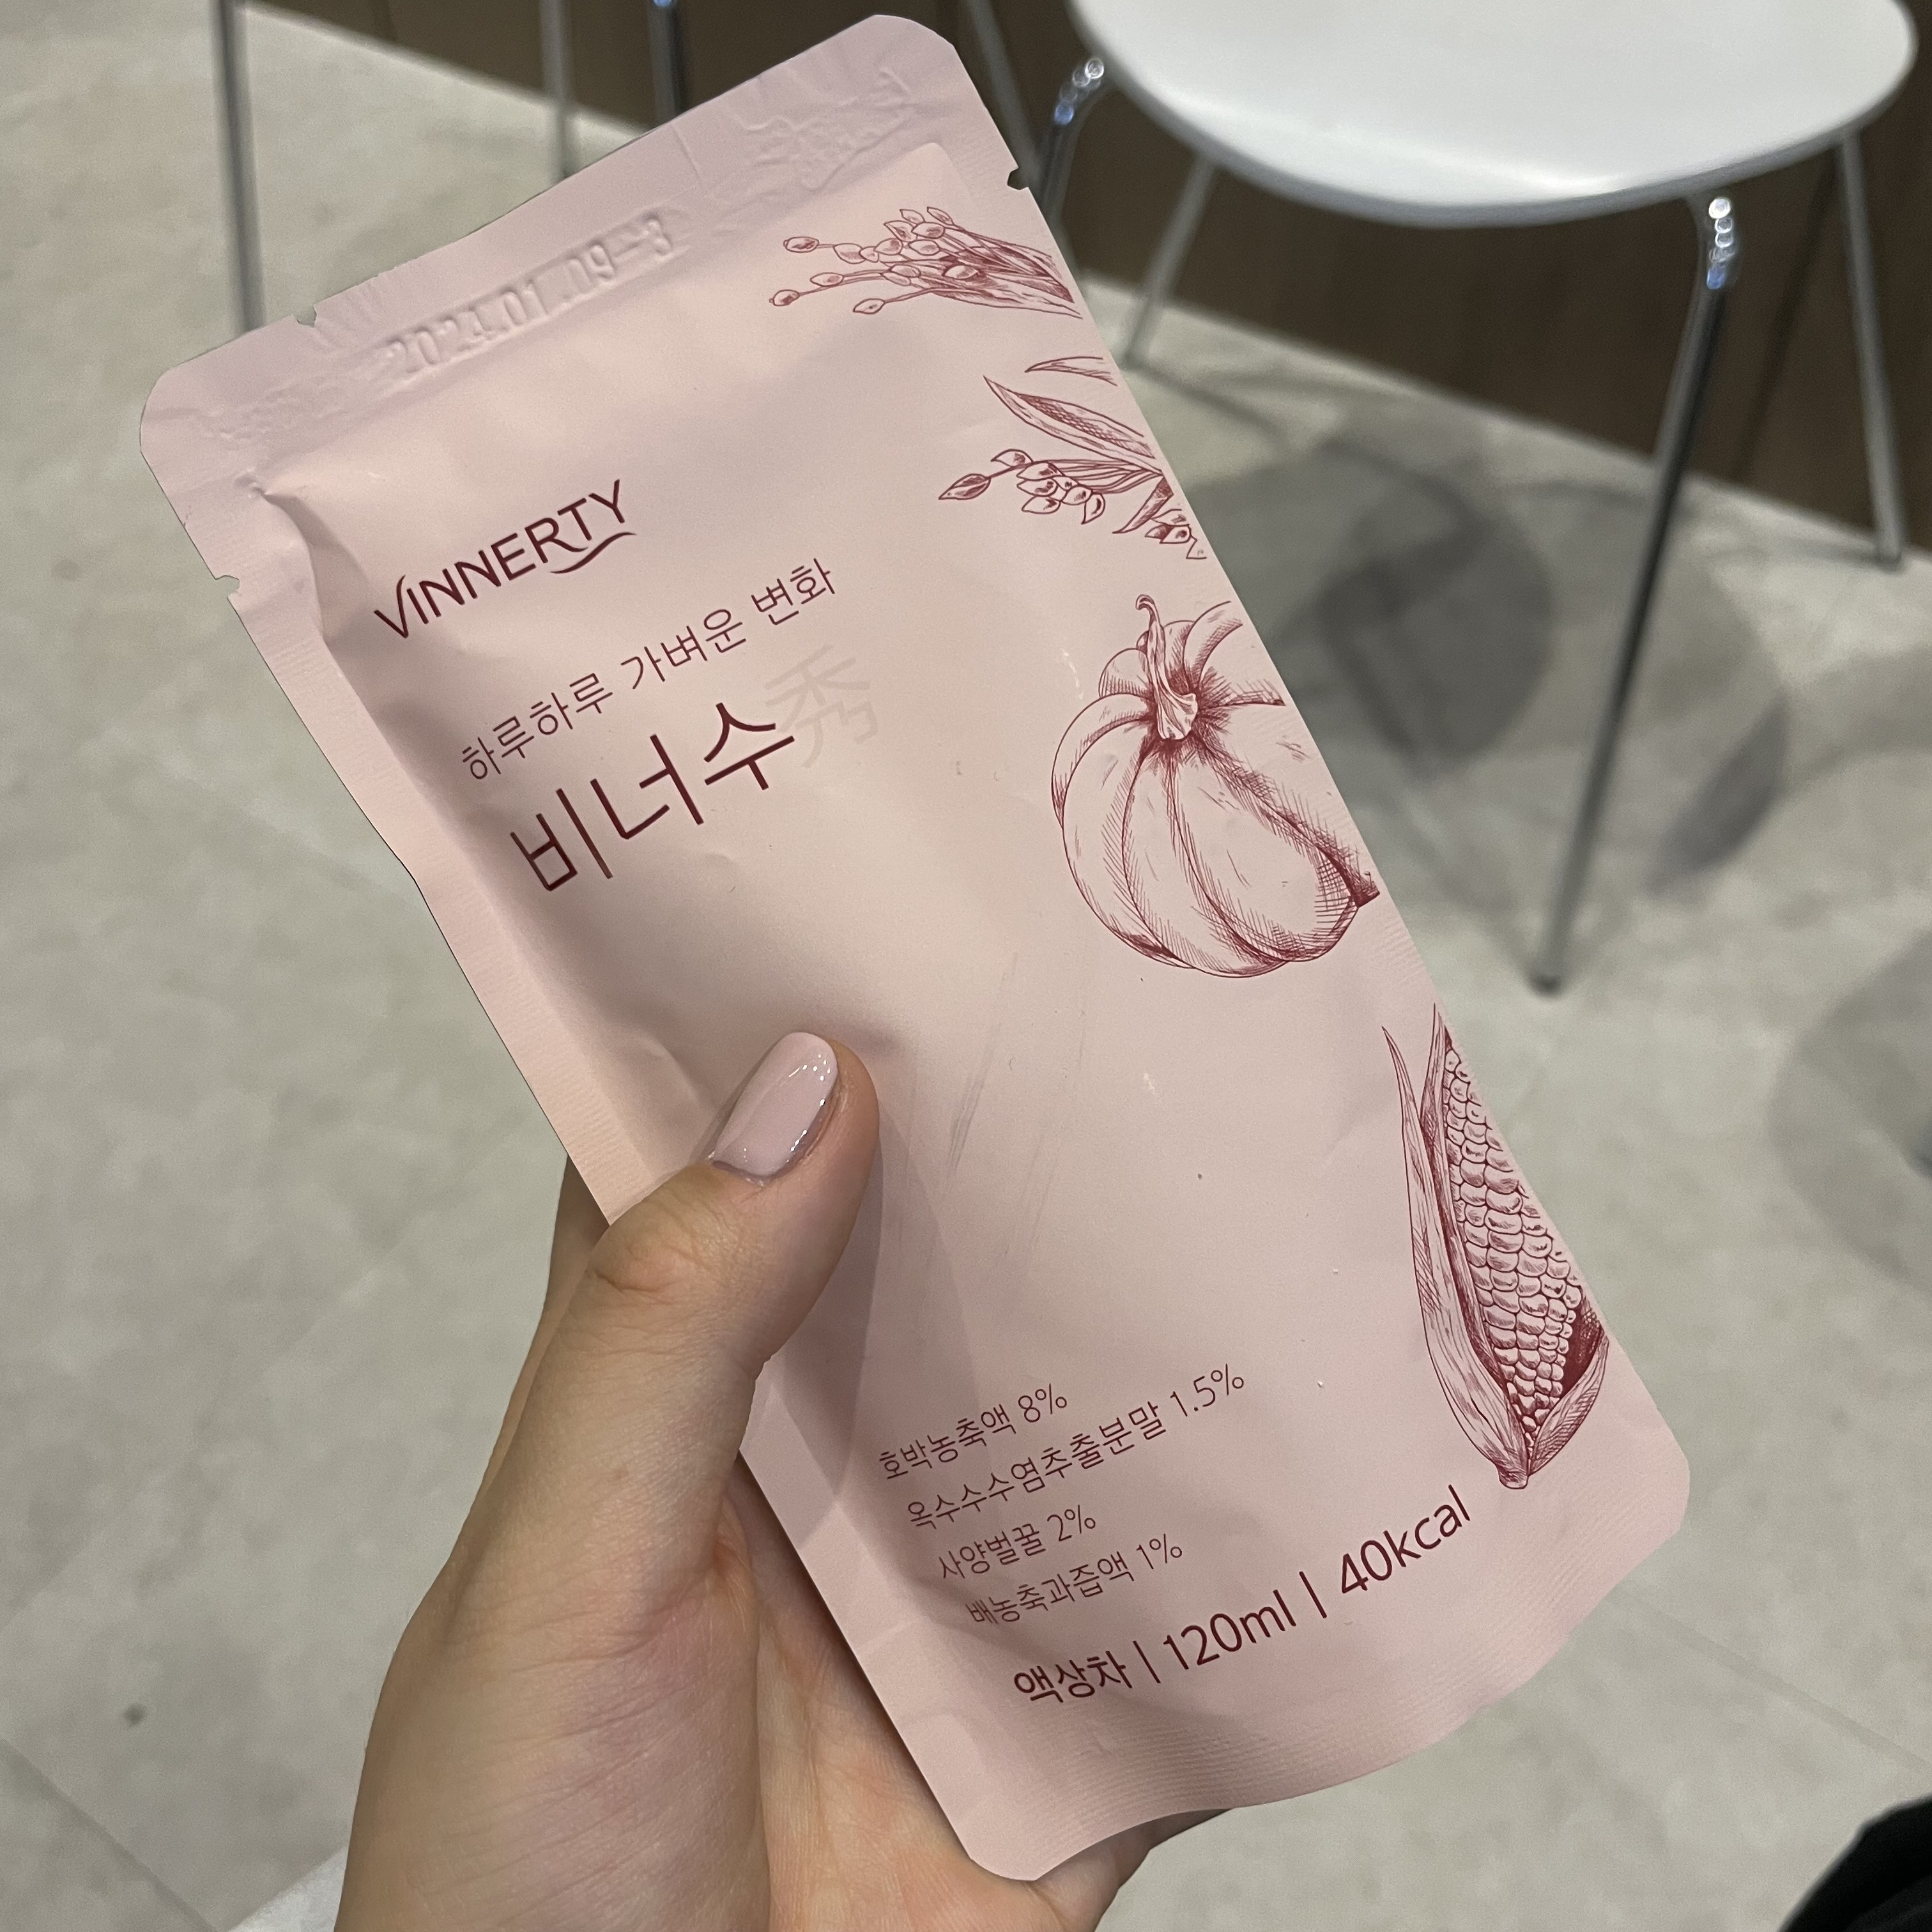 2024.01.09-3
VINNERTY
하루하루 가벼운 변화
비너수秀
호박농축액 8%
옥수수수염추출분말 1.5%
사양벌꿀 2%
배농축과즙액 1%
액상차 | 120ml | 40kcal